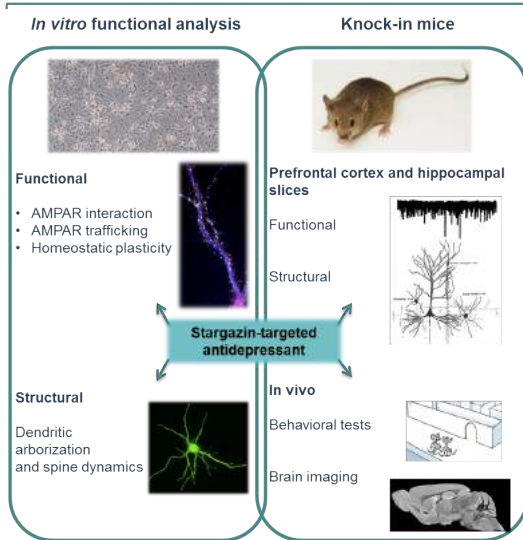 In vitro functional analysis
Knock-in mice
Functional
• AMPAR interaction
• AMPAR trafficking
• Homeostatic plasticity
Prefrontal cortex and hippocampal
slices
Functional
Structural
Stargazin-targeted
antidepressant
Structural
Dendritic
arborization
and spine dynamics
In vivo
Behavioral tests
Brain imaging